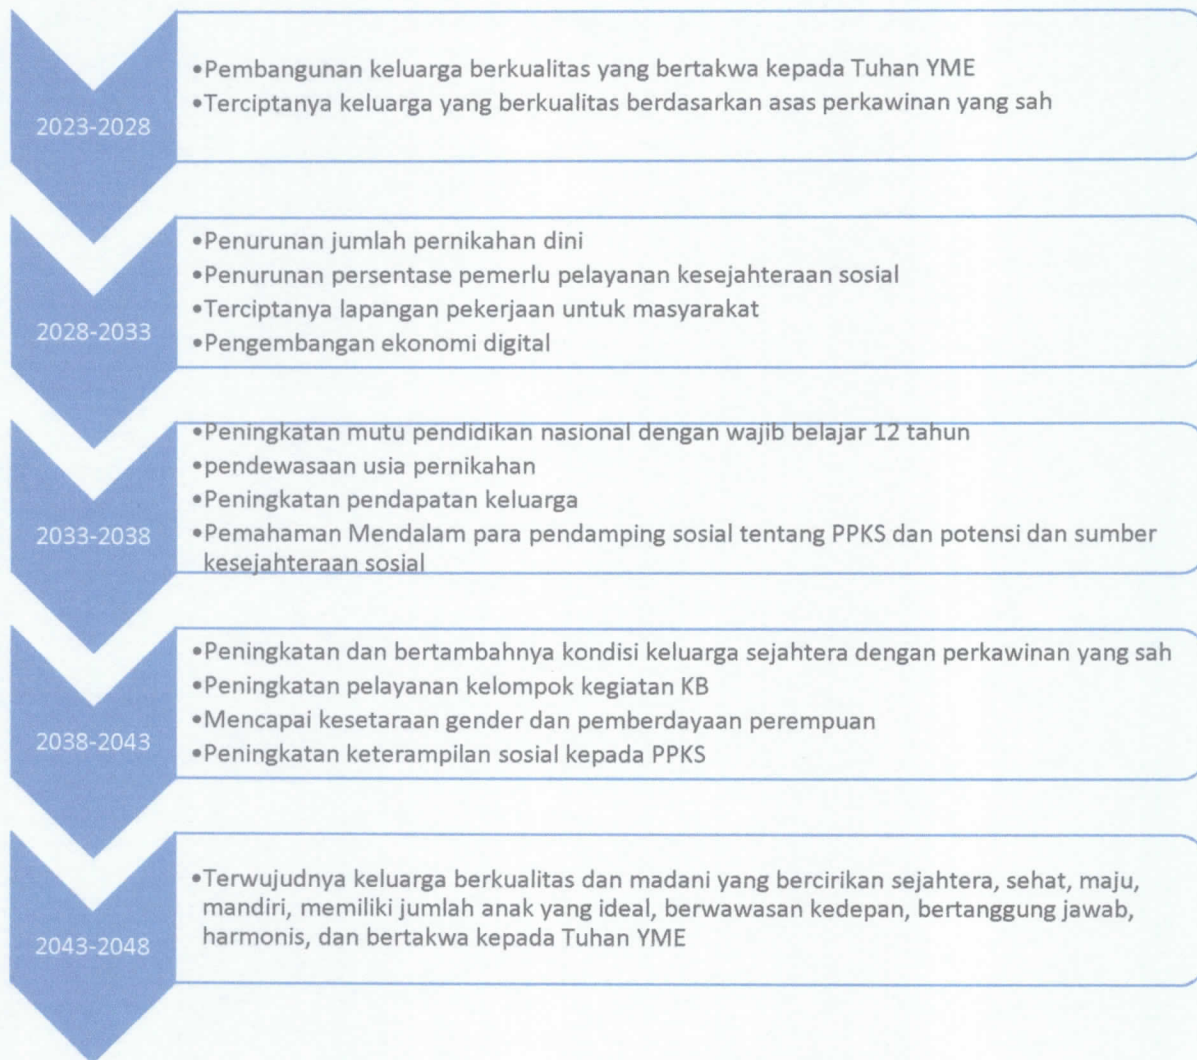 2023-2028
•Pembangunan keluarga berkualitas yang bertakwa kepada Tuhan YME
•Terciptanya keluarga yang berkualitas berdasarkan asas perkawinan yang sah
2028-2033
•Penurunan jumlah pernikahan dini
•Penurunan persentase pemerlu pelayanan kesejahteraan sosial
•Terciptanya lapangan pekerjaan untuk masyarakat
•Pengembangan ekonomi digital
2033-2038
•Peningkatan mutu pendidikan nasional dengan wajib belajar 12 tahun
•pendewasaan usia pernikahan
•Peningkatan pendapatan keluarga
•Pemahaman Mendalam para pendamping sosial tentang PPKS dan potensi dan sumber
kesejahteraan sosial
2038-2043
•Peningkatan dan bertambahnya kondisi keluarga sejahtera dengan perkawinan yang sah
•Peningkatan pelayanan kelompok kegiatan KB
•Mencapai kesetaraan gender dan pemberdayaan perempuan
•Peningkatan keterampilan sosial kepada PPKS
2043-2048
•Terwujudnya keluarga berkualitas dan madani yang bercirikan sejahtera, sehat, maju,
mandiri, memiliki jumlah anak yang ideal, berwawasan kedepan, bertanggung jawab,
harmonis, dan bertakwa kepada Tuhan YME